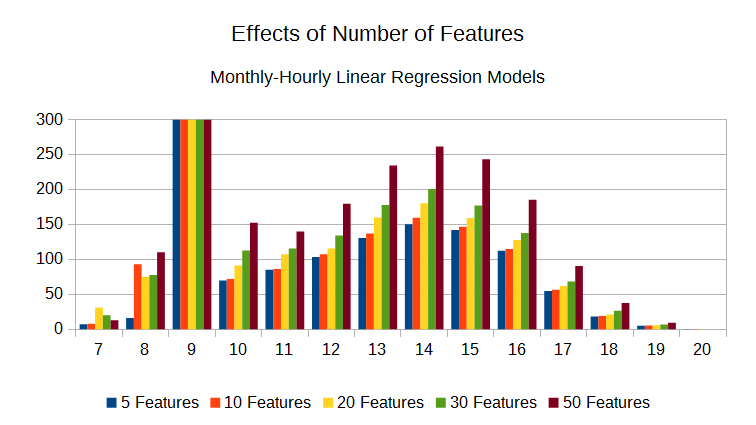 Effects of Number of Features
Monthly-Hourly Linear Regression Models
300
250
200
150
100
50
0
7 8 9 10 11 12 13 14 15 16 17 18 19 20
5 Features 10 Features 20 Features 30 Features 50 Features